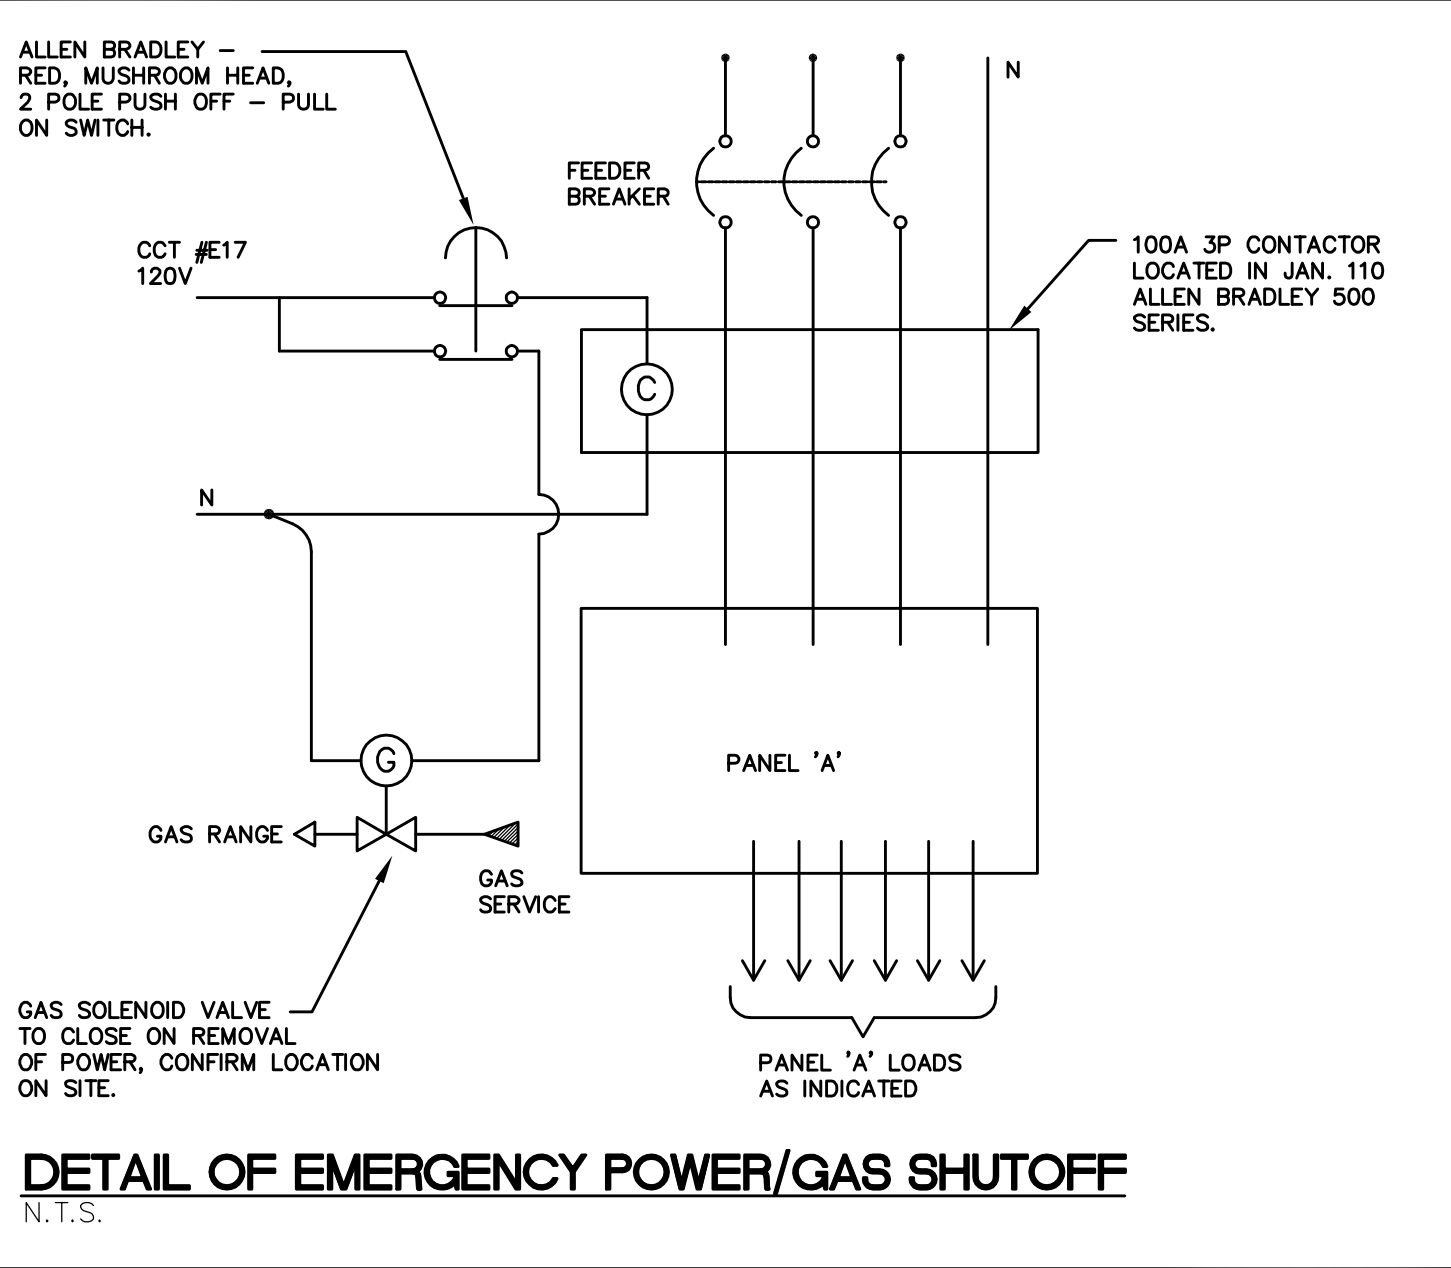 ALLEN BRADLEY –
RED, MUSHROOM HEAD,
2 POLE PUSH OFF – PULL
ON SWITCH.
N
FEEDER
BREAKER
CCT #E17
120V
100A 3P CONTACTOR
LOCATED IN JAN. 110
ALLEN BRADLEY 500
SERIES.
C
N
G
PANEL 'A'
GAS RANGE
GAS
SERVICE
GAS SOLENOID VALVE
TO CLOSE ON REMOVAL
OF POWER, CONFIRM LOCATION
ON SITE.
PANEL 'A' LOADS
AS INDICATED
DETAIL OF EMERGENCY POWER/GAS SHUTOFF
N.T.S.